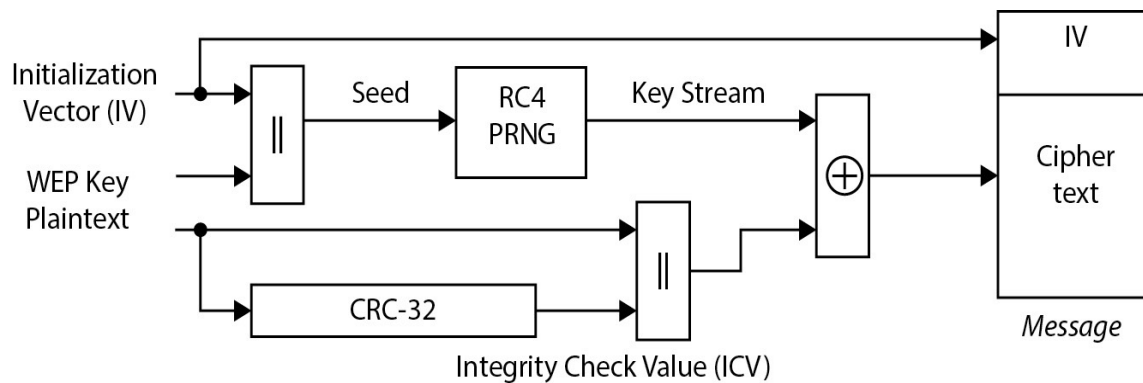 IV
Initialization
Vector (IV)
||
Seed
RC4
PRNG
Key Stream
⊕
Cipher
text
WEP Key
Plaintext
||
CRC-32
Message
Integrity Check Value (ICV)